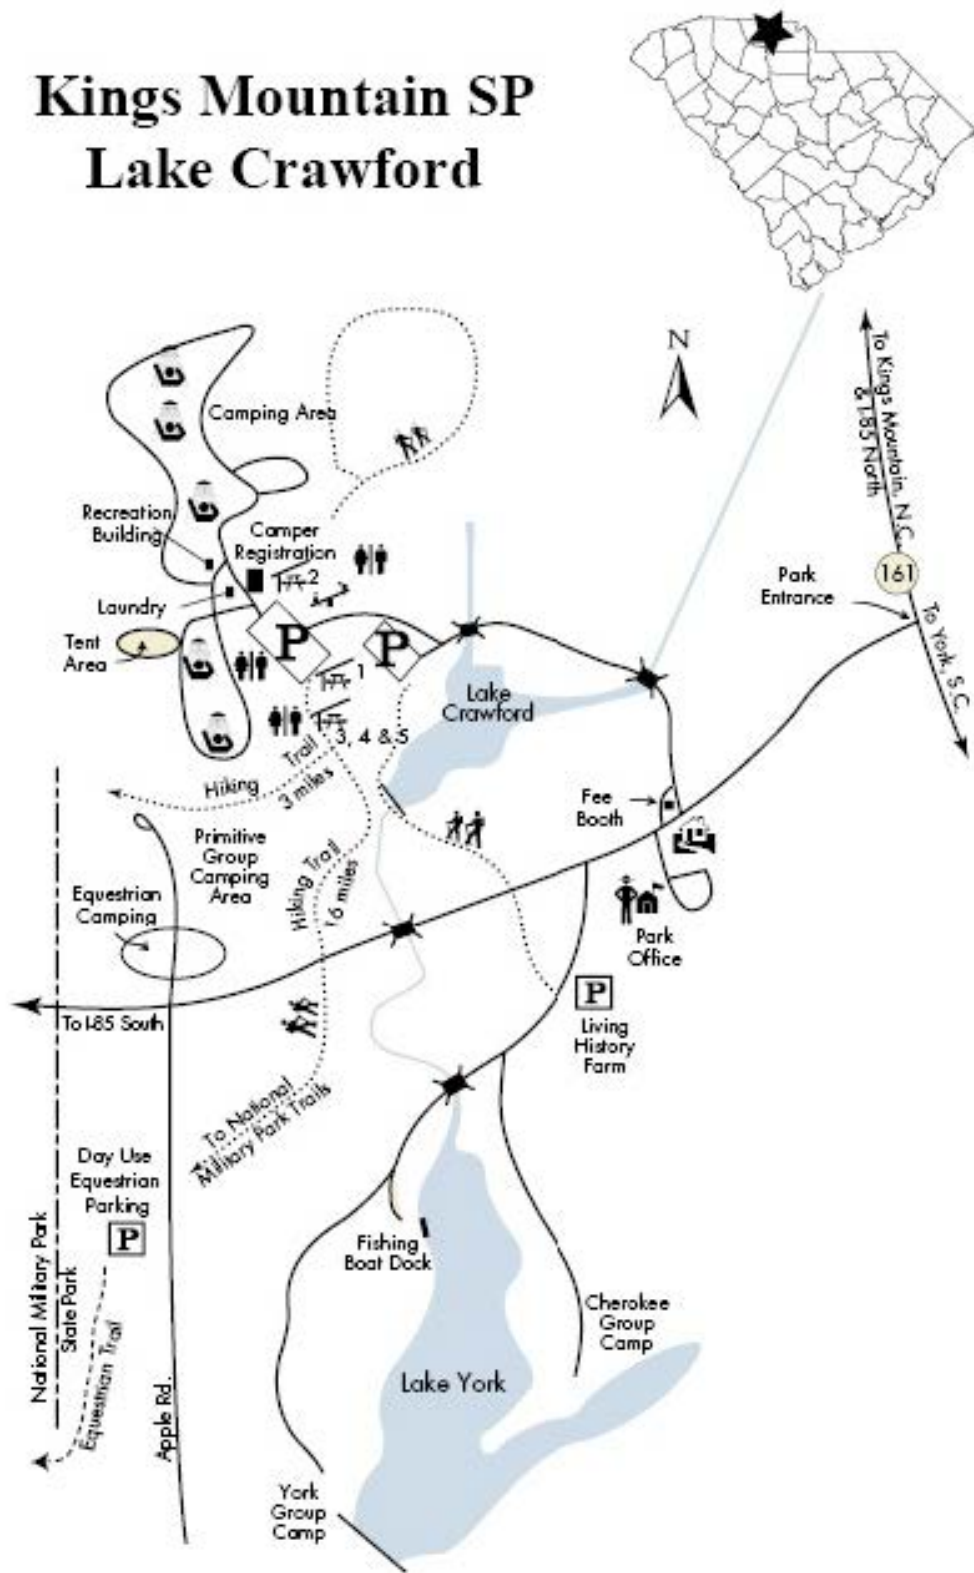 Kings Mountain SP
Lake Crawford
N
To Kings Mountain, N.C.
& I-85 North
161
To York, S.C.
Park
Entrance
Camping Area
Recreation
Building
Camper
Registration
2
Laundry
Tent
Area
P
P
1
3, 4 & 5
Lake
Crawford
Hiking Trail
3 miles
Fee
Booth
Primitive
Group
Camping
Area
Hiking Trail
16 miles
Equestrian
Camping
Park
Office
To I-85 South
P
Living
History
Farm
To National
Military Park Trails
Day Use
Equestrian
Parking
P
National Military Park
State Park
Equestrian Trail
Apple Rd.
Fishing
Boat Dock
Cherokee
Group
Camp
Lake York
York
Group
Camp